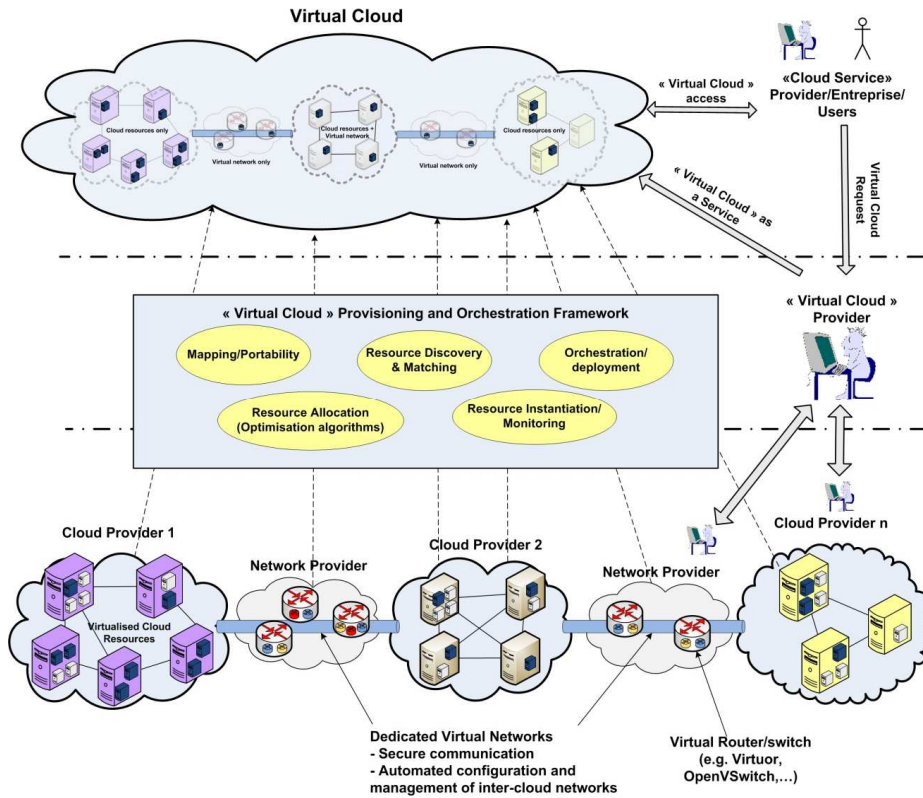 Virtual Cloud
« Virtual Cloud »
access
«Cloud Service»
Provider/Entreprise/
Users
Cloud resources only
Virtual network only
Cloud resources +
Virtual network
Virtual network only
Cloud resources only
« Virtual Cloud » as
a Service
Virtual Cloud
Request
« Virtual Cloud » Provisioning and Orchestration Framework
Mapping/Portability
Resource Discovery
& Matching
Orchestration/
deployment
Resource Allocation
(Optimisation algorithms)
Resource Instantiation/
Monitoring
« Virtual Cloud »
Provider
Cloud Provider 1
Network Provider
Cloud Provider 2
Network Provider
Cloud Provider n
Virtualised Cloud
Resources
Dedicated Virtual Networks
- Secure communication
- Automated configuration and
management of inter-cloud networks
Virtual Router/switch
(e.g. Virtuor,
OpenVSwitch,…)